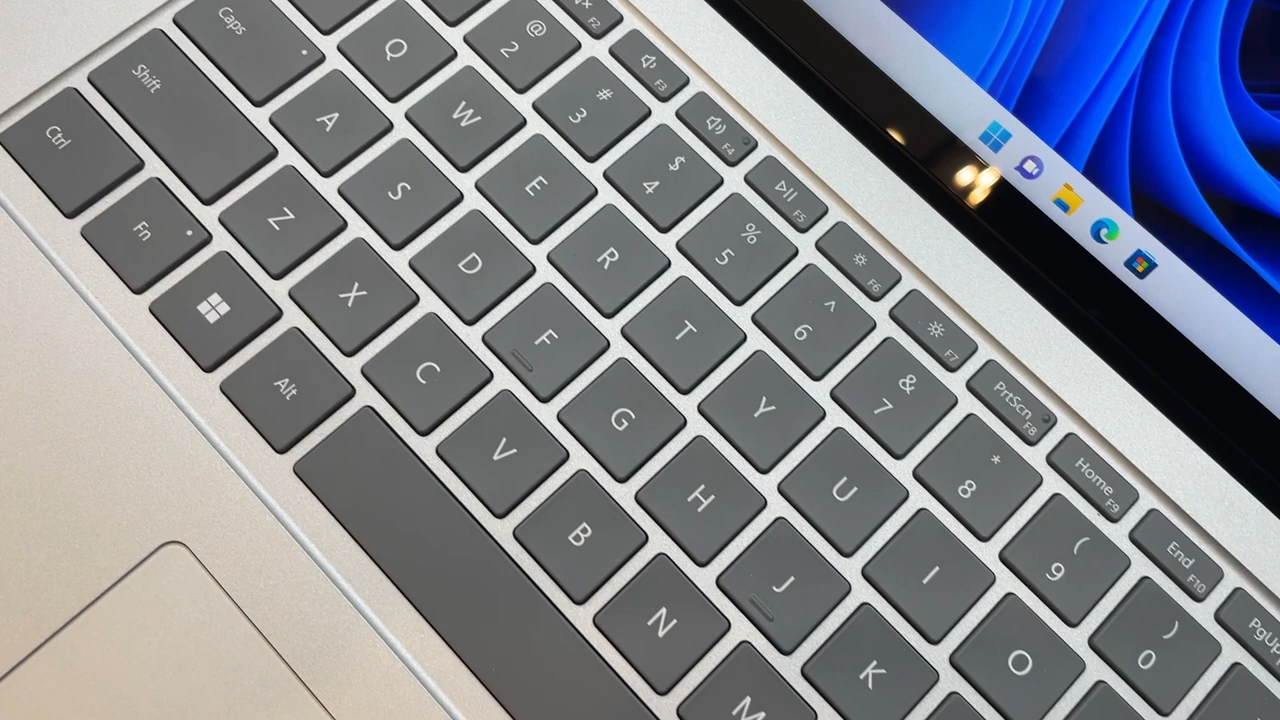 F2
F3
F4
F5
F6
F7
PrtScn F8
Home F9
End F10
@ 2
# 3
$ 4
% 5
^ 6
& 7
* 8
( 9
) 0
Q W E R T Y U I O
Caps A S D F G H J K
Shift Z X C V B N M
Ctrl Fn Alt